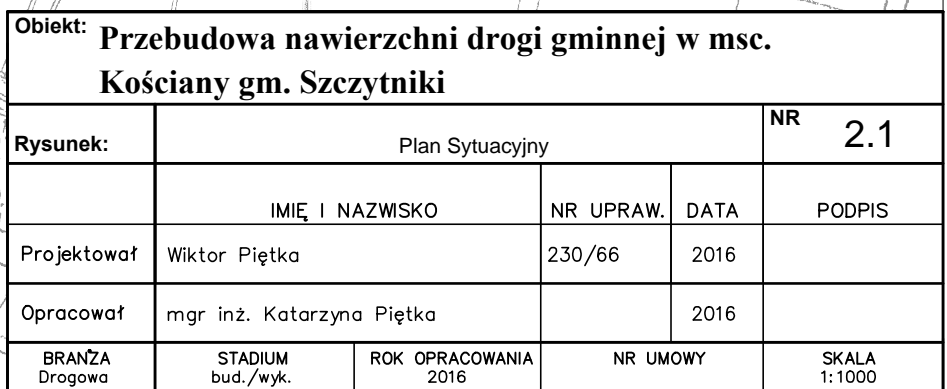 Obiekt: Przebudowa nawierzchni drogi gminnej w msc.
Kościany gm. Szczytniki
Rysunek: Plan Sytuacyjny NR 2.1
IMIĘ I NAZWISKO NR UPRAW. DATA PODPIS
Projektował Wiktor Piętka 230/66 2016
Opracował mgr inż. Katarzyna Piętka 2016
BRANŻA STADIUM ROK OPRACOWANIA NR UMOWY SKALA
Drogowa bud./wyk. 2016 1:1000